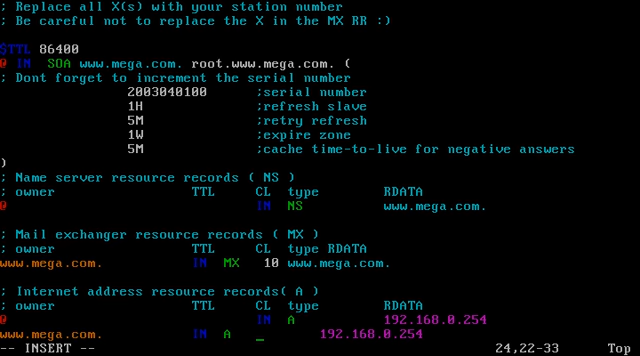 ; Replace all X(s) with your station number
; Be careful not to replace the X in the MX RR :)
$TTL 86400
@ IN SOA www.mega.com. root.www.mega.com. (
; Dont forget to increment the serial number
2003040100 ;serial number
1H ;refresh slave
5M ;retry refresh
1W ;expire zone
5M ;cache time-to-live for negative answers
)
; Name server resource records ( NS )
; owner TTL CL type RDATA
@ IN NS www.mega.com.
; Mail exchanger resource records ( MX )
; owner TTL CL type RDATA
www.mega.com. IN MX 10 www.mega.com.
; Internet address resource records( A )
; owner TTL CL type RDATA
@ IN A 192.168.0.254
www.mega.com. IN A _ 192.168.0.254
-- INSERT -- 24,22-33 Top